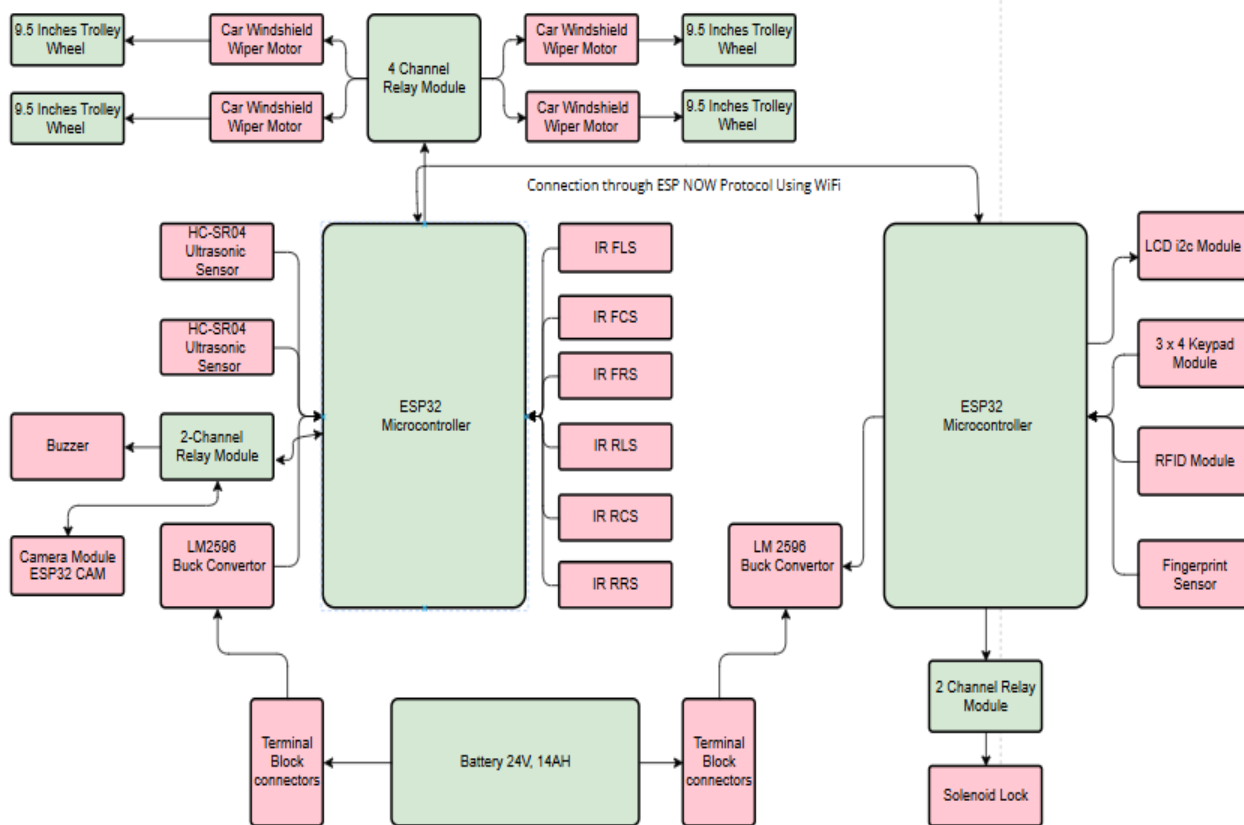 9.5 Inches Trolley
Wheel
Car Windshield
Wiper Motor
4 Channel
Relay Module
Car Windshield
Wiper Motor
9.5 Inches Trolley
Wheel
9.5 Inches Trolley
Wheel
Car Windshield
Wiper Motor
Car Windshield
Wiper Motor
9.5 Inches Trolley
Wheel
Connection through ESP NOW Protocol Using WiFi
HC-SR04
Ultrasonic
Sensor
HC-SR04
Ultrasonic
Sensor
Buzzer
2-Channel
Relay Module
Camera Module
ESP32 CAM
LM2596
Buck Convertor
ESP32
Microcontroller
IR FLS
IR FCS
IR FRS
IR RLS
IR RCS
IR RRS
LM 2596
Buck Convertor
ESP32
Microcontroller
LCD i2c Module
3 x 4 Keypad
Module
RFID Module
Fingerprint
Sensor
2 Channel Relay
Module
Solenoid Lock
Terminal
Block
connectors
Battery 24V, 14AH
Terminal
Block
connectors